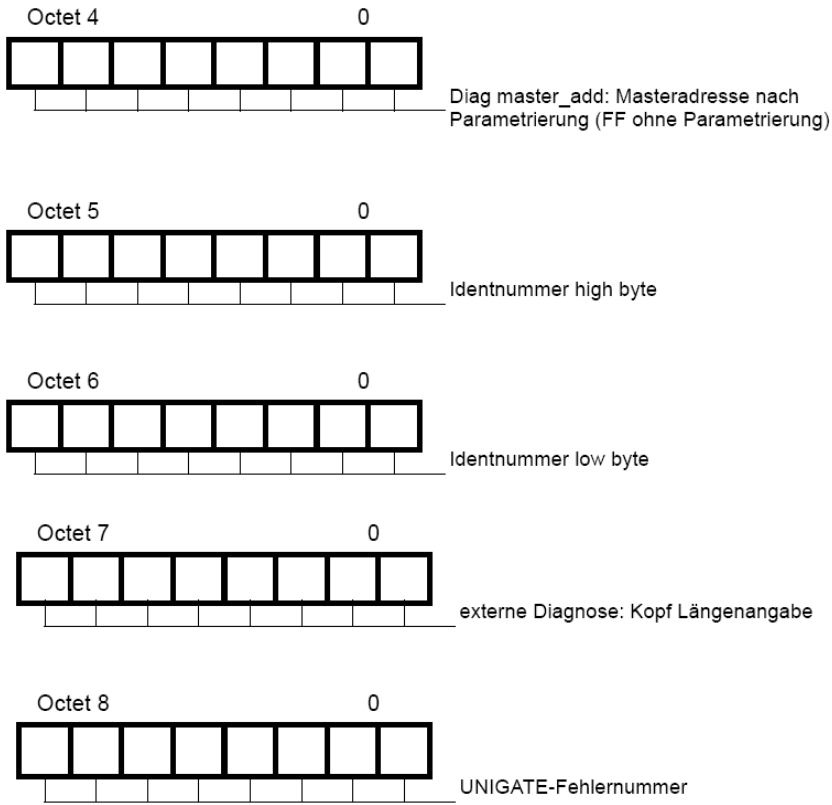 Octet 4 0
Diag master_add: Masteradresse nach
Parametrierung (FF ohne Parametrierung)
Octet 5 0
Identnummer high byte
Octet 6 0
Identnummer low byte
Octet 7 0
externe Diagnose: Kopf Längenangabe
Octet 8 0
UNIGATE-Fehlernummer